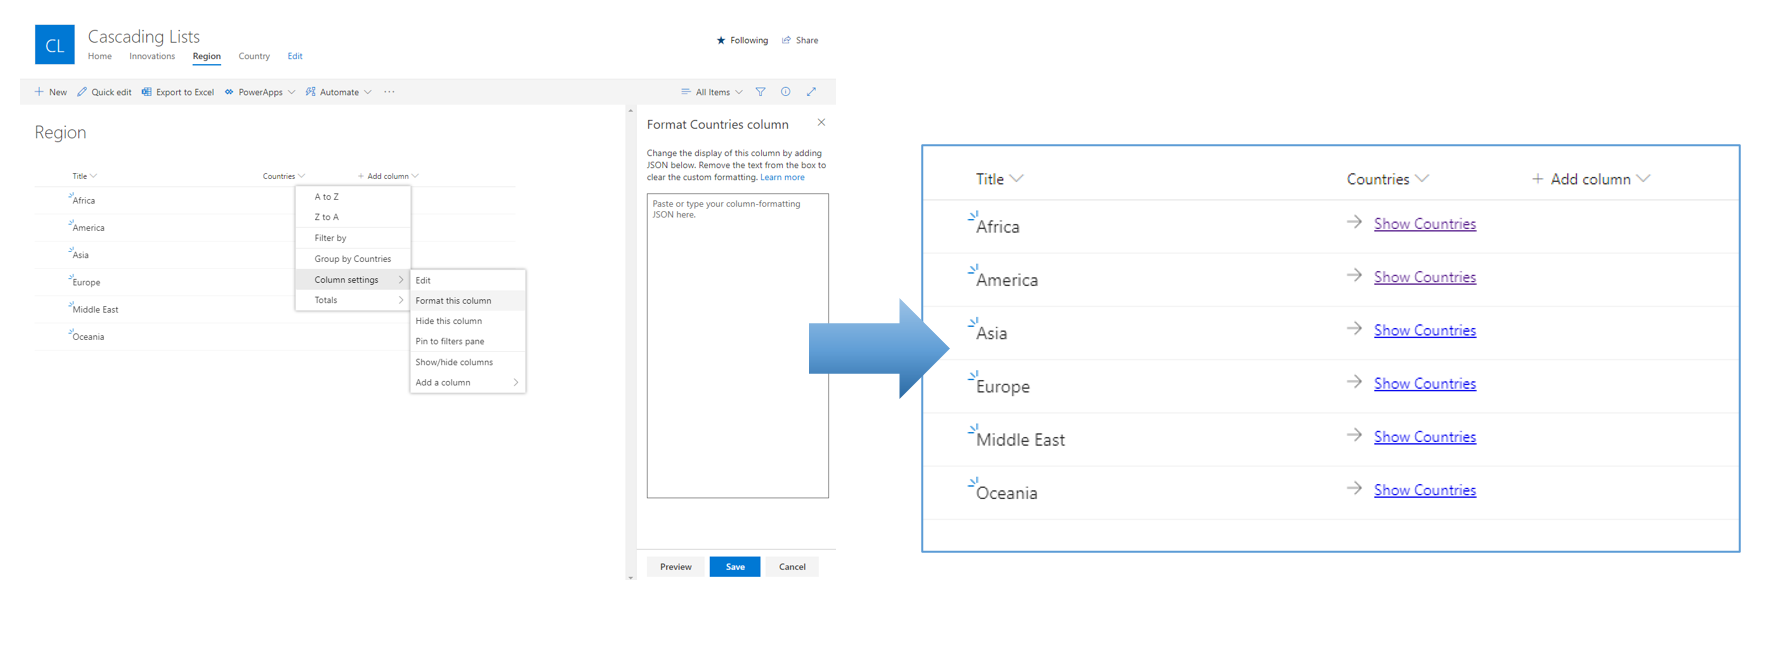 CL
Cascading Lists
Home Innovations Region Country Edit
Following Share
New Quick edit Export to Excel PowerApps Automate ···
All Items
Region
Title Countries + Add column
Africa
America
Asia
Europe
Middle East
Oceania
A to Z
Z to A
Filter by
Group by Countries
Column settings
Totals
Edit
Format this column
Hide this column
Pin to filters pane
Show/hide columns
Add a column
Format Countries column
Change the display of this column by adding
JSON below. Remove the text from the box to
clear the custom formatting. Learn more
Paste or type your column-formatting
JSON here.
Preview Save Cancel
Title Countries + Add column
Africa Show Countries
America Show Countries
Asia Show Countries
Europe Show Countries
Middle East Show Countries
Oceania Show Countries